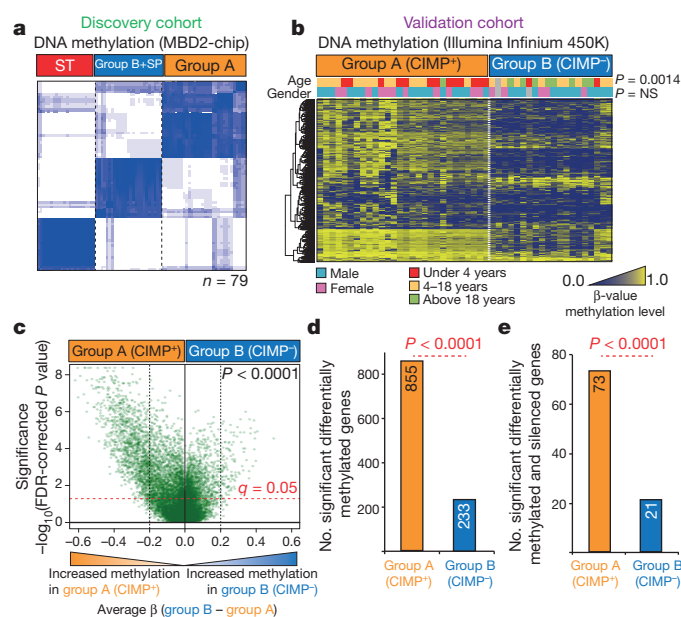 a
Discovery cohort
DNA methylation (MBD2-chip)
ST
Group B+SP
Group A
n = 79
b
Validation cohort
DNA methylation (Illumina Infinium 450K)
Group A (CIMP⁺)
Group B (CIMP⁻)
Age
P = 0.0014
Gender
P = NS
Male
Female
Under 4 years
4–18 years
Above 18 years
0.0
1.0
β-value
methylation level
c
Group A (CIMP⁺)
Group B (CIMP⁻)
P < 0.0001
Significance
−log₁₀(FDR-corrected P value)
8
6
4
2
0
q = 0.05
−0.6
−0.4
−0.2
0.0
0.2
0.4
0.6
Increased methylation
in group A (CIMP⁺)
Increased methylation
in group B (CIMP⁻)
Average β (group B – group A)
d
P < 0.0001
No. significant differentially
methylated genes
800
600
400
200
855
233
Group A
(CIMP⁺)
Group B
(CIMP⁻)
e
P < 0.0001
No. significant differentially
methylated and silenced genes
80
60
40
20
73
21
Group A
(CIMP⁺)
Group B
(CIMP⁻)